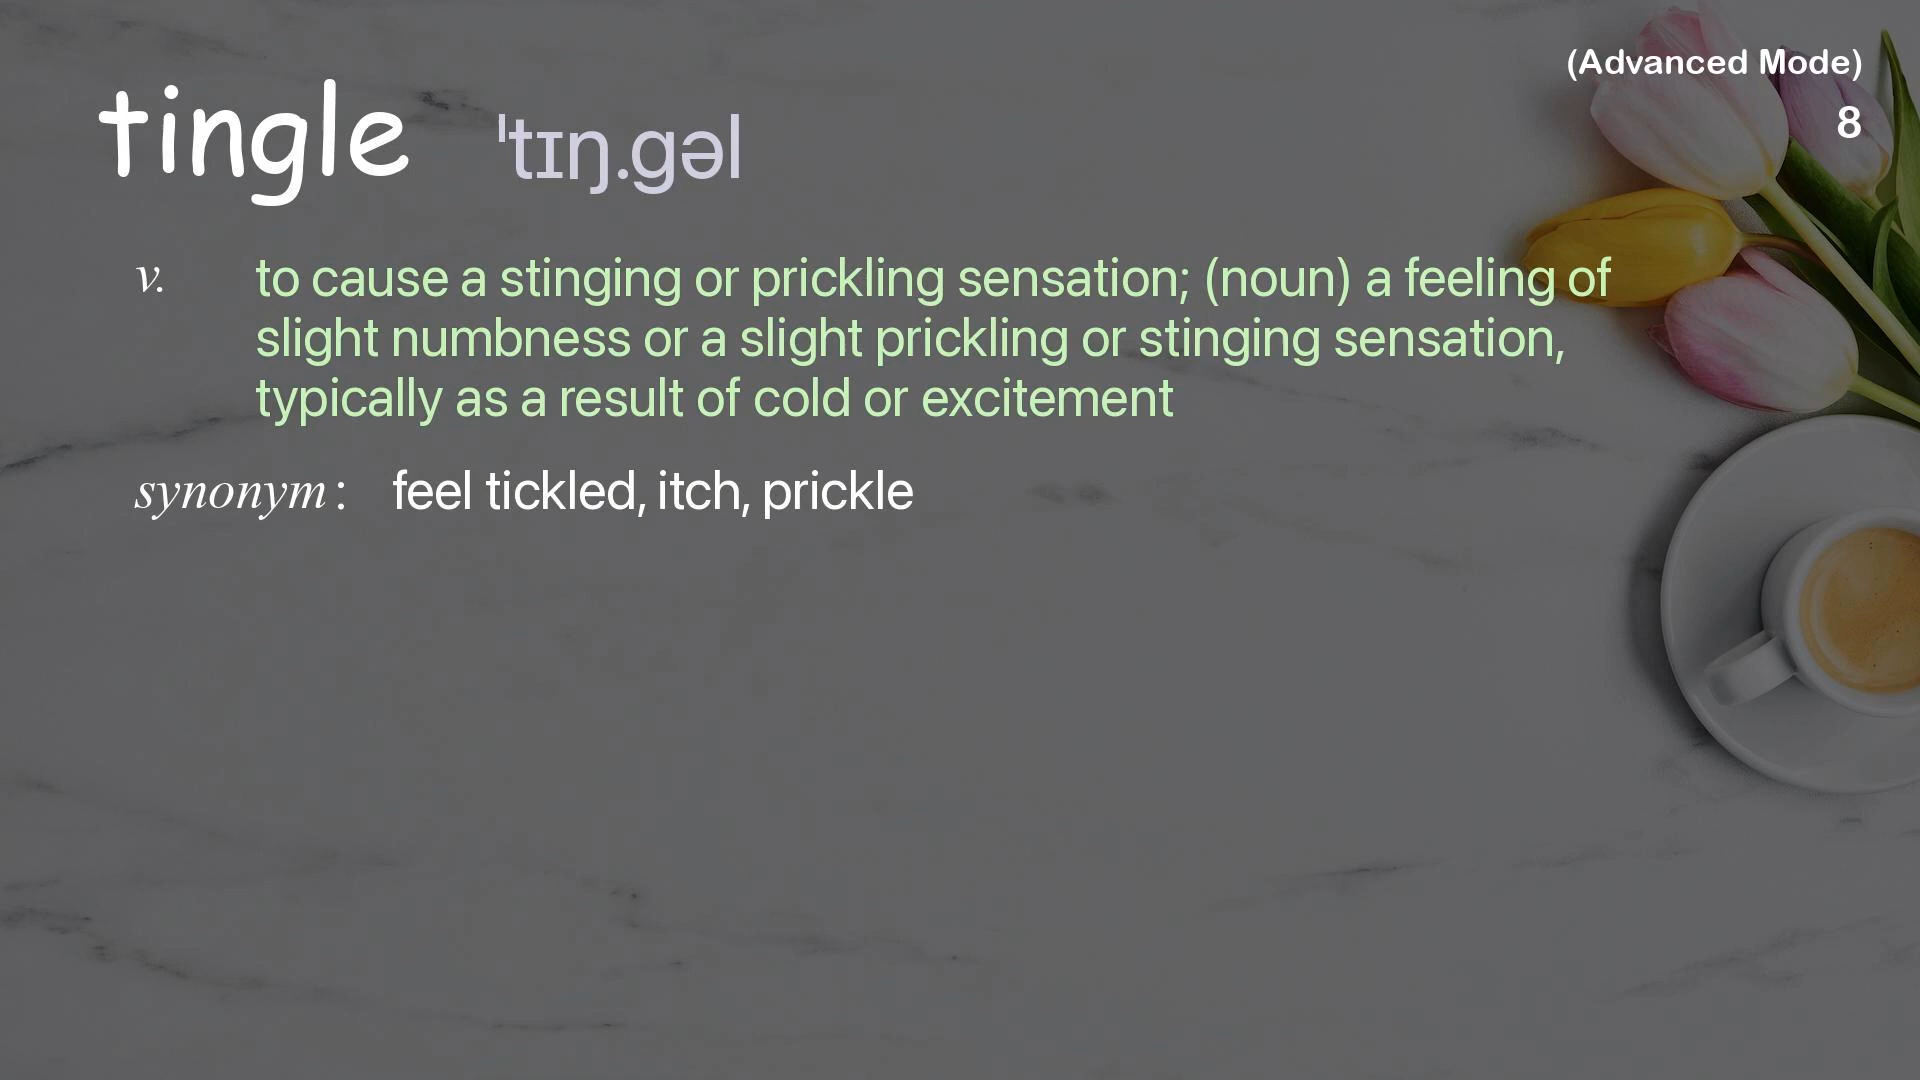 (Advanced Mode)
8
tingle ˈtɪŋ.gəl
v. to cause a stinging or prickling sensation; (noun) a feeling of
slight numbness or a slight prickling or stinging sensation,
typically as a result of cold or excitement
synonym : feel tickled, itch, prickle